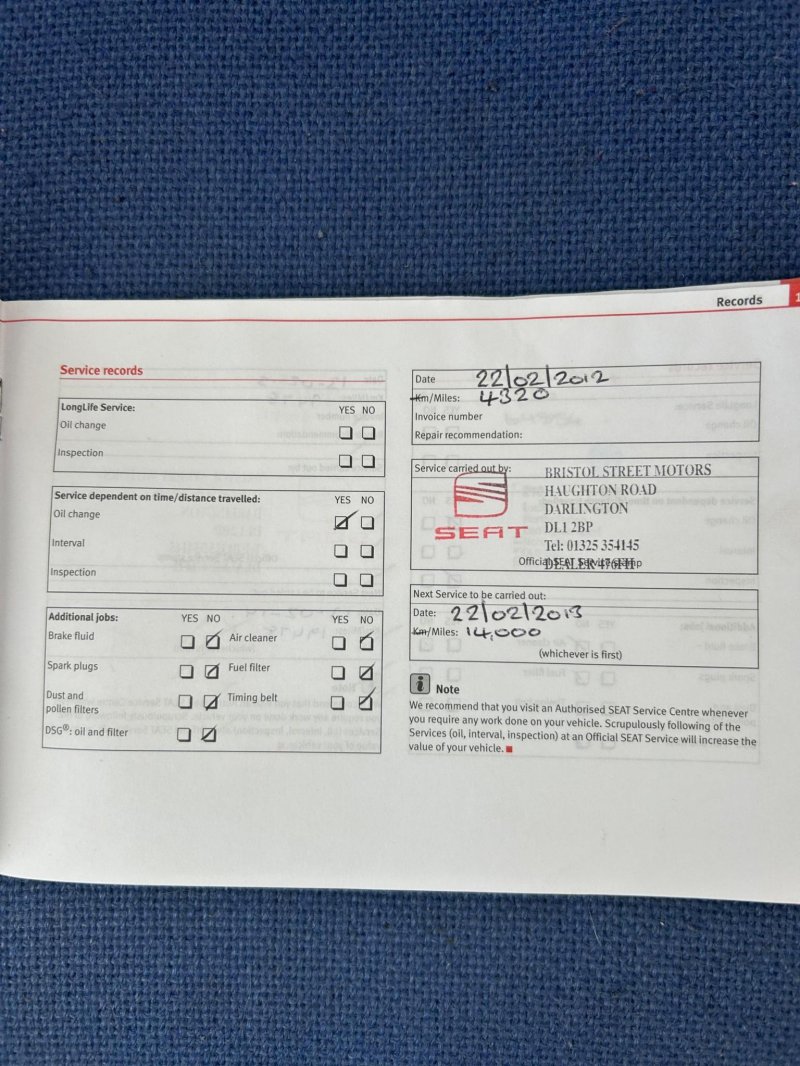 Records
1
Service records
LongLife Service: YES NO
Oil change
Inspection
Service dependent on time/distance travelled: YES NO
Oil change
Interval
Inspection
Additional jobs: YES NO YES NO
Brake fluid Air cleaner
Spark plugs Fuel filter
Dust and Timing belt
pollen filters
DSG®: oil and filter
Date 22/02/2012
Km/Miles: 4320
Invoice number
Repair recommendation:
Service carried out by:
SEAT
BRISTOL STREET MOTORS
HAUGHTON ROAD
DARLINGTON
DL1 2BP
Tel: 01325 354145
DEALER 476FH
Official SEAT Service stamp
Next Service to be carried out:
Date: 22/02/2013
Km/Miles: 14,000
(whichever is first)
i Note
We recommend that you visit an Authorised SEAT Service Centre whenever
you require any work done on your vehicle. Scrupulously following of the
Services (oil, interval, inspection) at an Official SEAT Service will increase the
value of your vehicle.